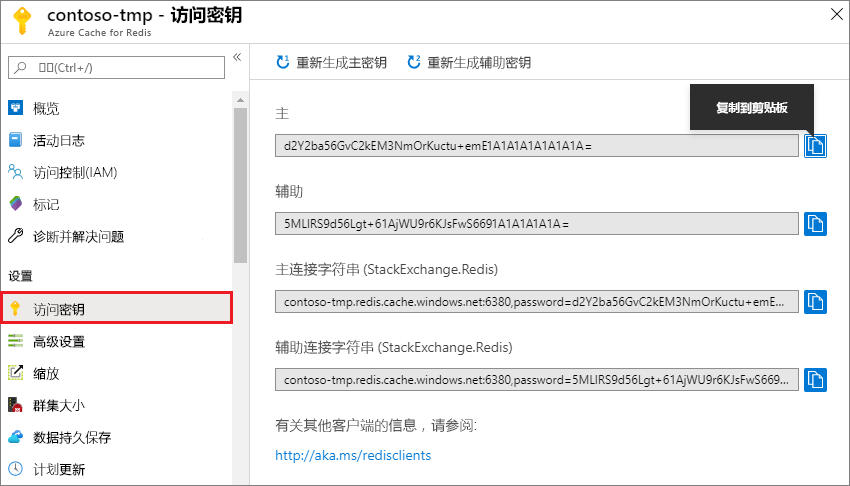 contoso-tmp - 访问密钥
Azure Cache for Redis
(Ctrl+/)
概览
活动日志
访问控制(IAM)
标记
诊断并解决问题
设置
访问密钥
高级设置
缩放
群集大小
数据持久保存
计划更新
重新生成主密钥 重新生成辅助密钥
复制到剪贴板
主
d2Y2ba56GvC2kEM3NmOrKuctu+emE1A1A1A1A1A1A1A=
辅助
5MLIRS9d56Lgt+61AjWU9r6KJsFwS6691A1A1A1A1A=
主连接字符串 (StackExchange.Redis)
contoso-tmp.redis.cache.windows.net:6380,password=d2Y2ba56GvC2kEM3NmOrKuctu+emE...
辅助连接字符串 (StackExchange.Redis)
contoso-tmp.redis.cache.windows.net:6380,password=5MLIRS9d56Lgt+61AjWU9r6KJsFwS669...
有关其他客户端的信息，请参阅:
http://aka.ms/redisclients